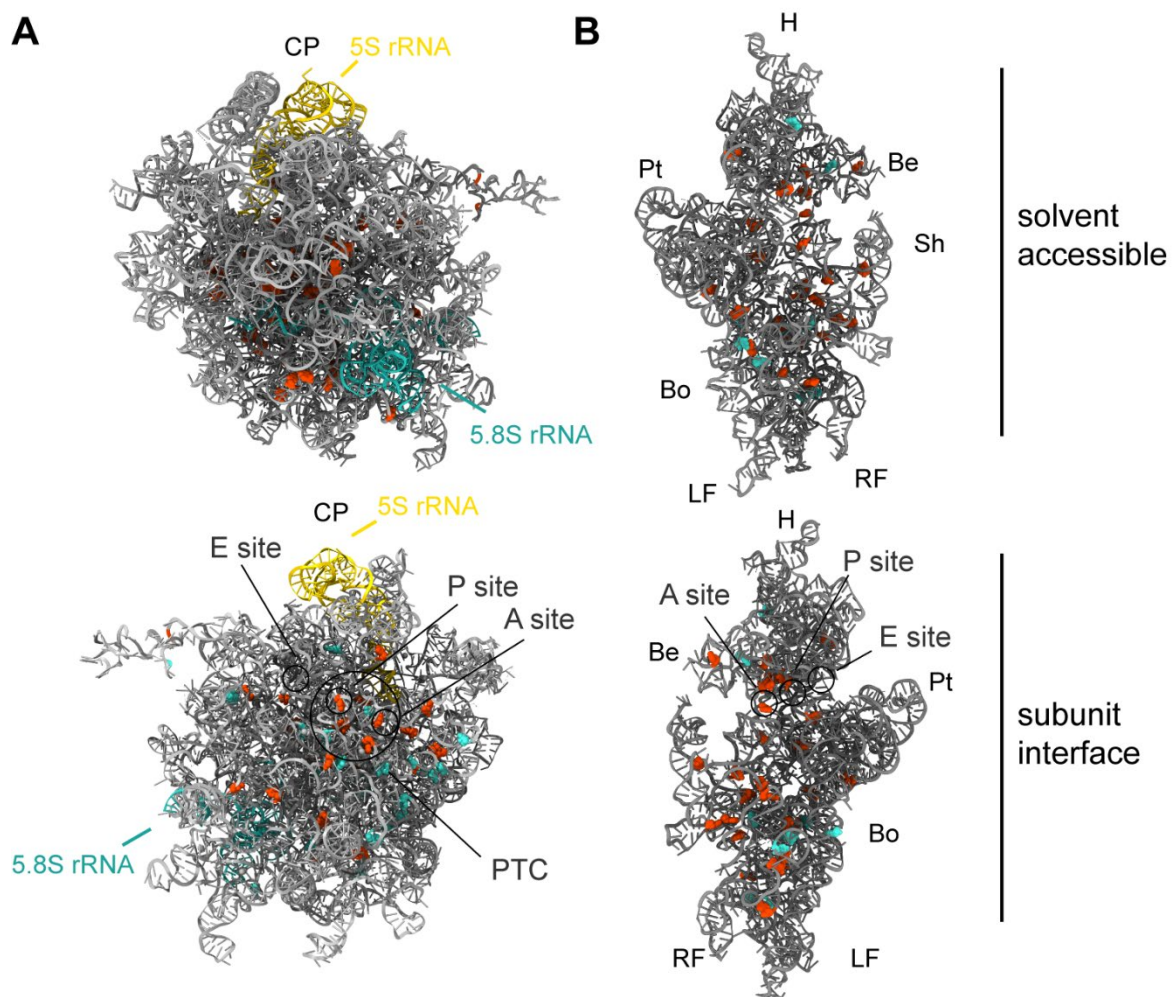 A
CP
5S rRNA
5.8S rRNA
B
H
Pt
Be
Sh
Bo
LF
RF
solvent
accessible
CP
5S rRNA
E site
P site
A site
5.8S rRNA
PTC
H
P site
A site
E site
Be
Pt
Bo
RF
LF
subunit
interface